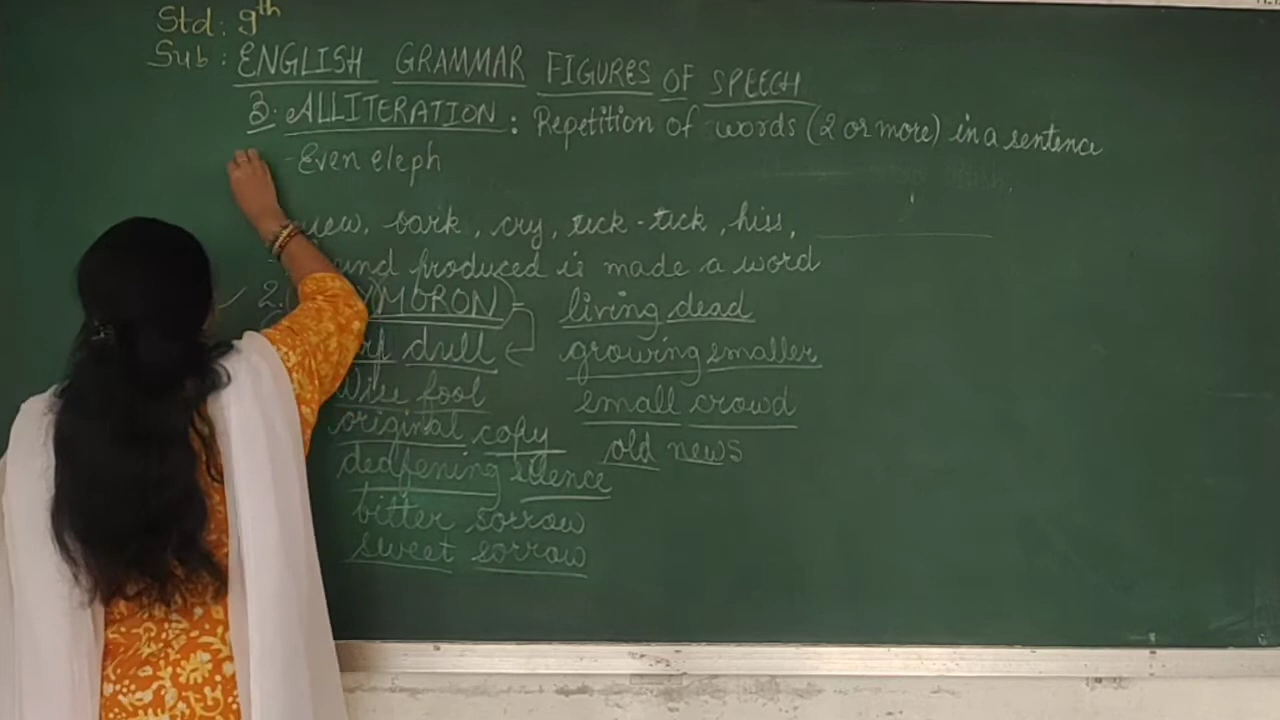 Std: 9th
Sub: ENGLISH GRAMMAR FIGURES OF SPEECH
3. ALLITERATION: Repetition of words (2 or more) in a sentence
-Even eleph
bark, cry, tick-tick, hiss,
produced is made a word
2. living dead
drill growing smaller
Wise fool small crowd
original copy old news
deafening silence
bitter sorrow
sweet sorrow